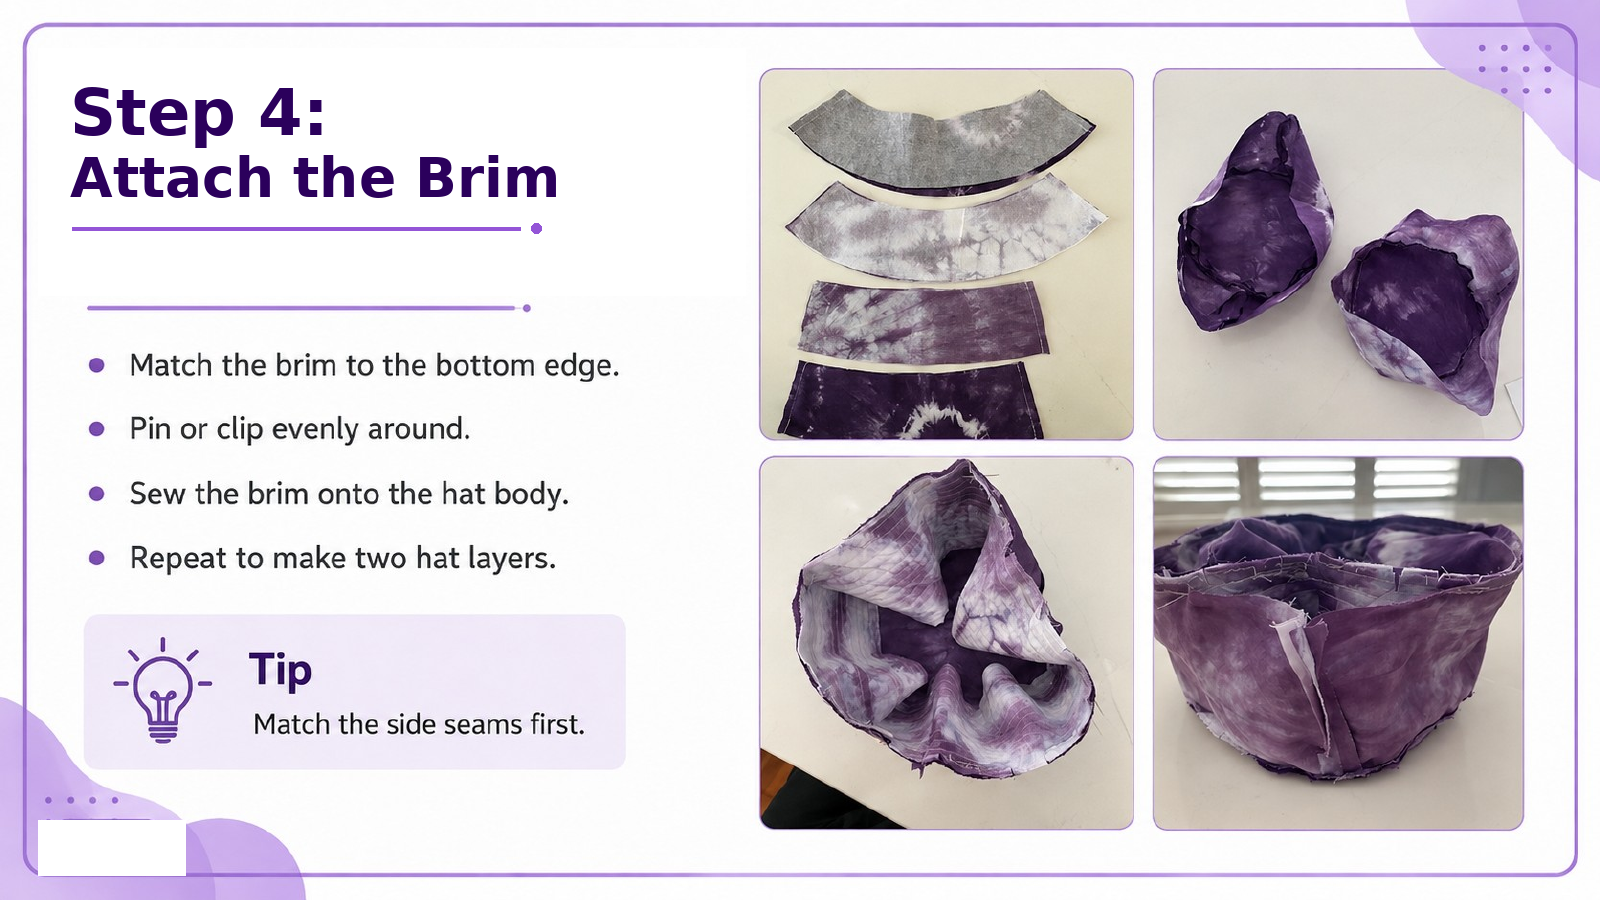 Step 4:
Attach the Brim
Match the brim to the bottom edge.
Pin or clip evenly around.
Sew the brim onto the hat body.
Repeat to make two hat layers.
Tip
Match the side seams first.